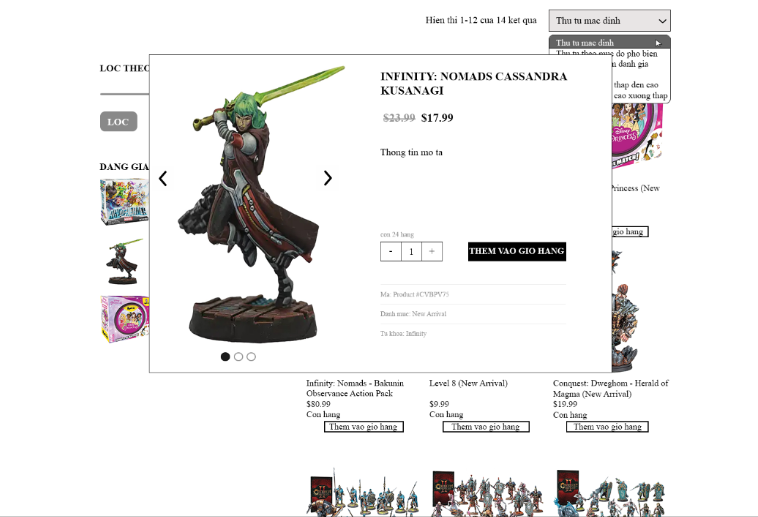 Hien thi 1-12 cua 14 ket qua
Thu tu mac dinh
Thu tu mac dinh
Thu tu theo muc do pho bien
danh gia
thap den cao
cao xuong thap
LOC THEO
LOC
DANG GIA
INFINITY: NOMADS CASSANDRA
KUSANAGI
$23.99 $17.99
Thong tin mo ta
con 24 hang
- 1 +
THEM VAO GIO HANG
Ma: Product #CVBPV75
Danh muc: New Arrival
Tu khoa: Infinity
Princess (New
gio hang
Infinity: Nomads - Bakunin
Observance Action Pack
$80.99
Con hang
Them vao gio hang
Level 8 (New Arrival)
$9.99
Con hang
Them vao gio hang
Conquest: Dweghom - Herald of
Magma (New Arrival)
$19.99
Con hang
Them vao gio hang